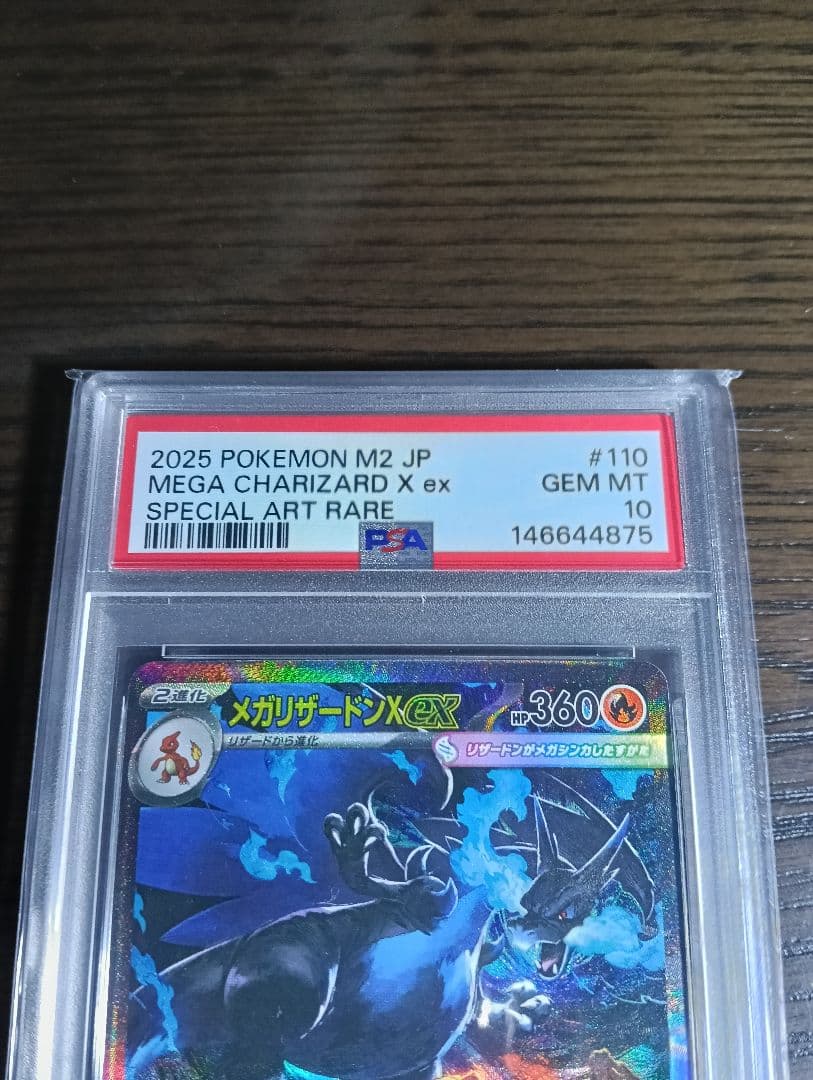 2025 POKEMON M2 JP #110
MEGA CHARIZARD X ex GEM MT
SPECIAL ART RARE 10
PSA 146644875
2進化 メガリザードンXex HP360
リザードから進化
リザードンがメガシンカしたすがた